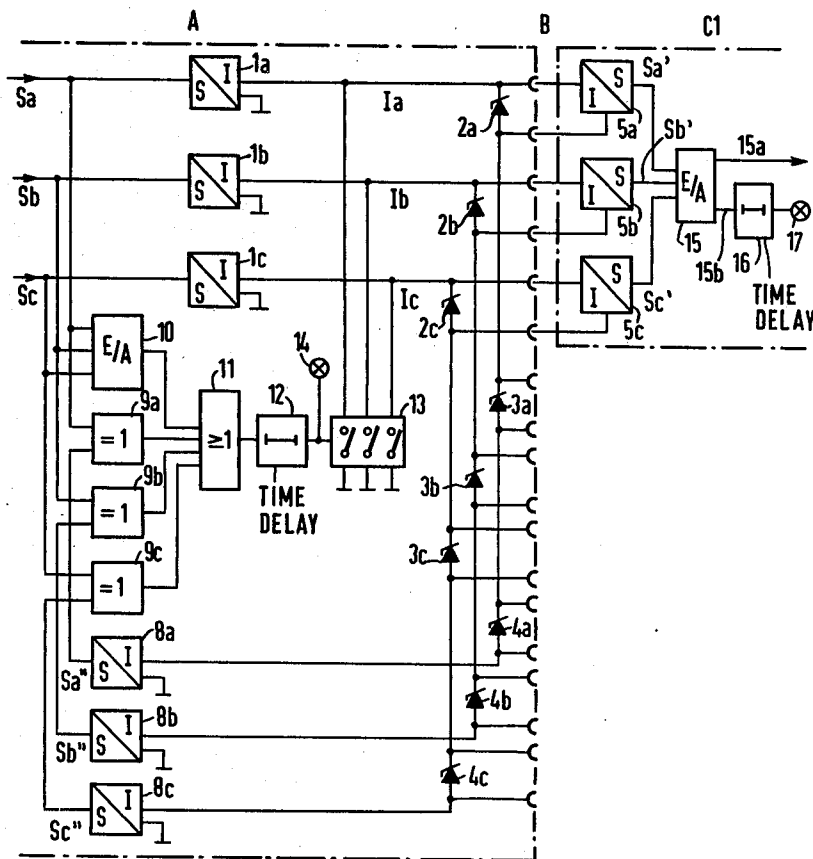 A
B
C1
1a
Sa
S I
Ia
2a
I S
5a
Sa'
Sb'
15a
1b
Sb
S I
Ib
2b
I S
5b
E/A
15
15b
16
17
TIME
DELAY
1c
Sc
S I
Ic
2c
I S
5c
Sc'
10
E/A
14
11
≥1
12
13
TIME
DELAY
9a
=1
9b
=1
9c
=1
3a
3b
3c
8a
S I
Sa"
4a
8b
S I
Sb"
4b
8c
S I
Sc"
4c